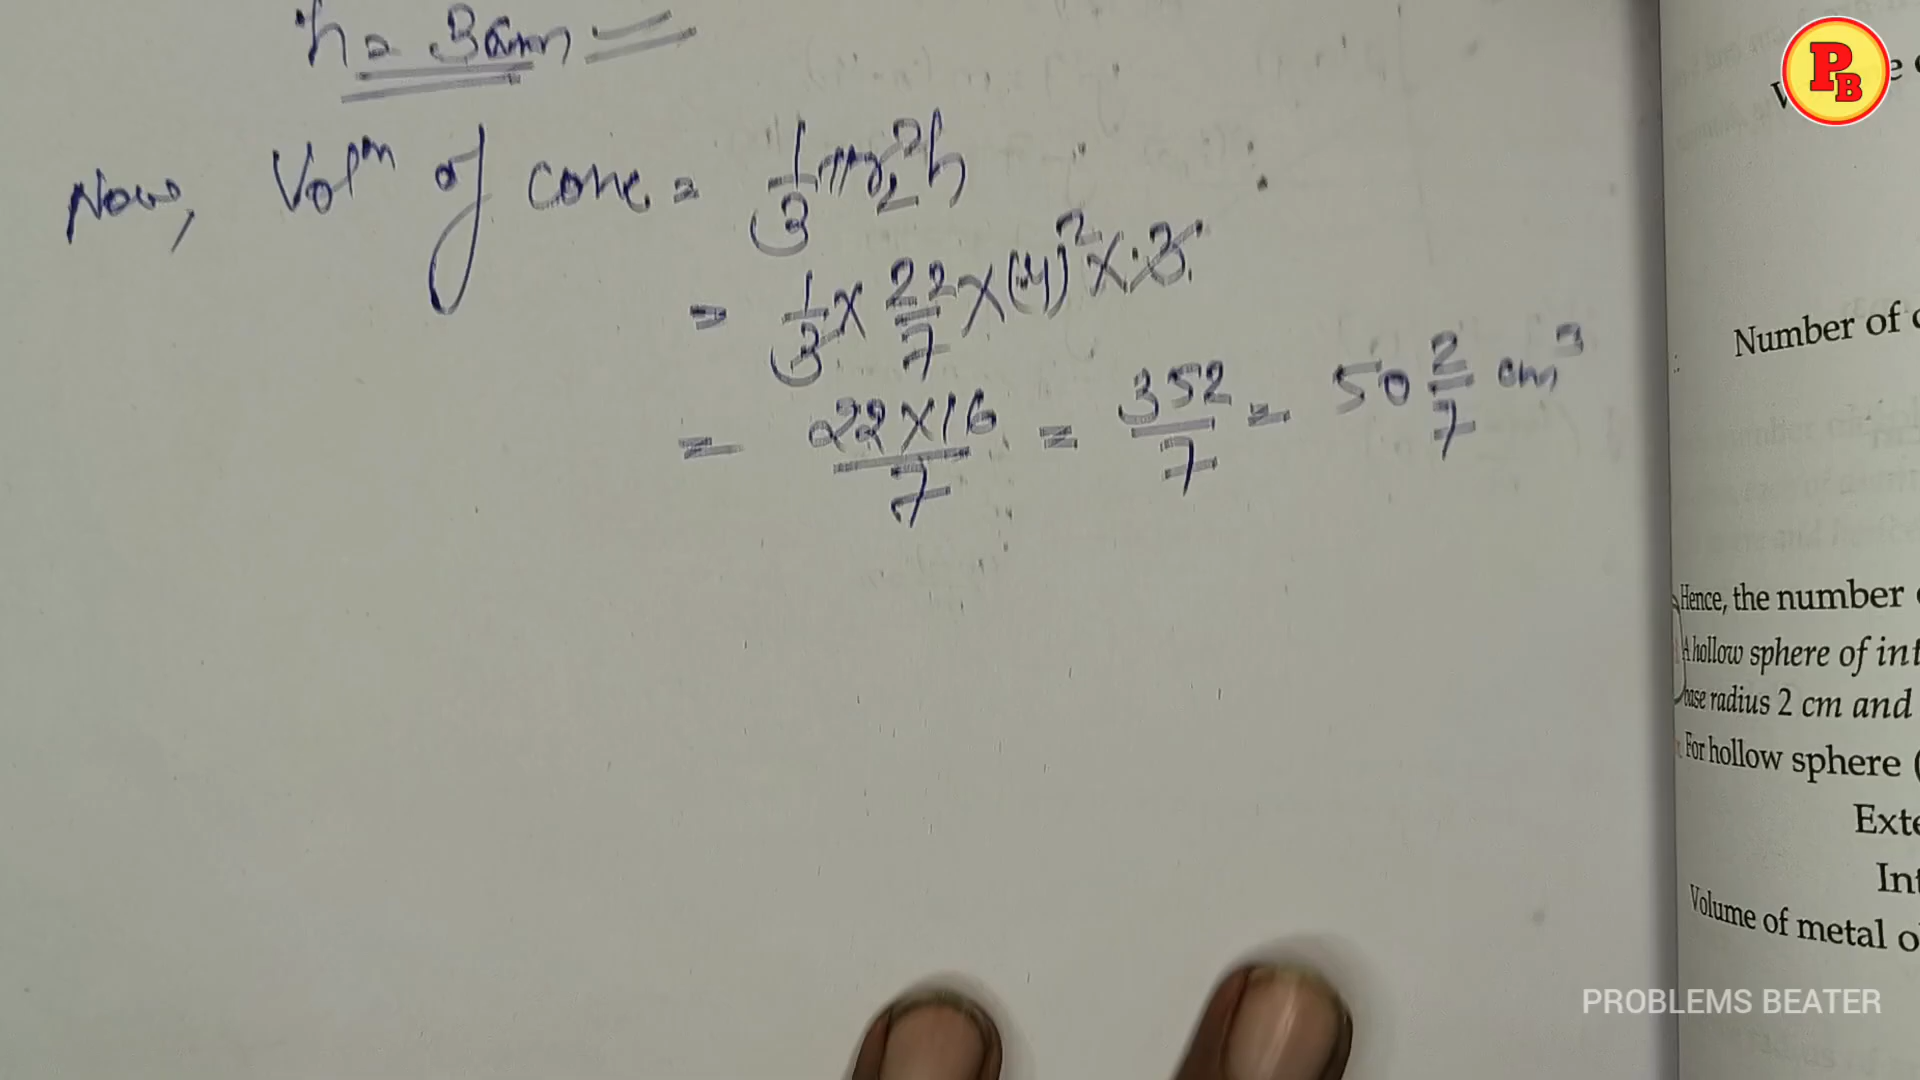 h = 3cm
Now, Volm of cone = 1/3 πr₂²h
= 1/3 × 22/7 × (4)² × 3
= 22×16/7 = 352/7 = 50 2/7 cm³
PB
Number of
Hence, the number
A hollow sphere of int
base radius 2 cm and
For hollow sphere (
Exte
Int
Volume of metal o
PROBLEMS BEATER